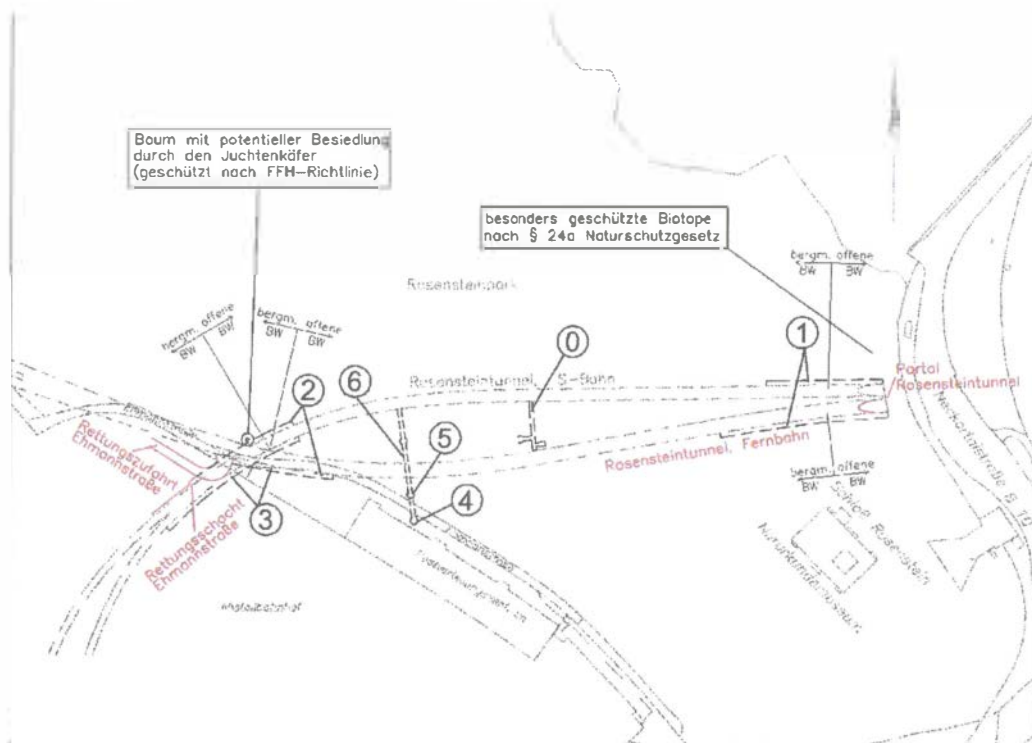 Baum mit potentieller Besiedlung
durch den Juchtenkäfer
(geschützt nach FFH-Richtlinie)
besonders geschützte Biotope
nach § 24a Naturschutzgesetz
bergm. offene
BW BW
Rosensteinpark
bergm. offene
BW BW
bergm. offene
BW BW
0
1
2
6
Rosensteintunnel, S-Bahn
Portal
Rosensteintunnel
Rettungszufahrt
Ehmannstraße
5
Rosensteintunnel, Fernbahn
bergm. offene
BW BW
Neckartalstraße B 10
4
3
Rettungsschacht
Ehmannstraße
Schloß Rosenstein
Naturkundemuseum